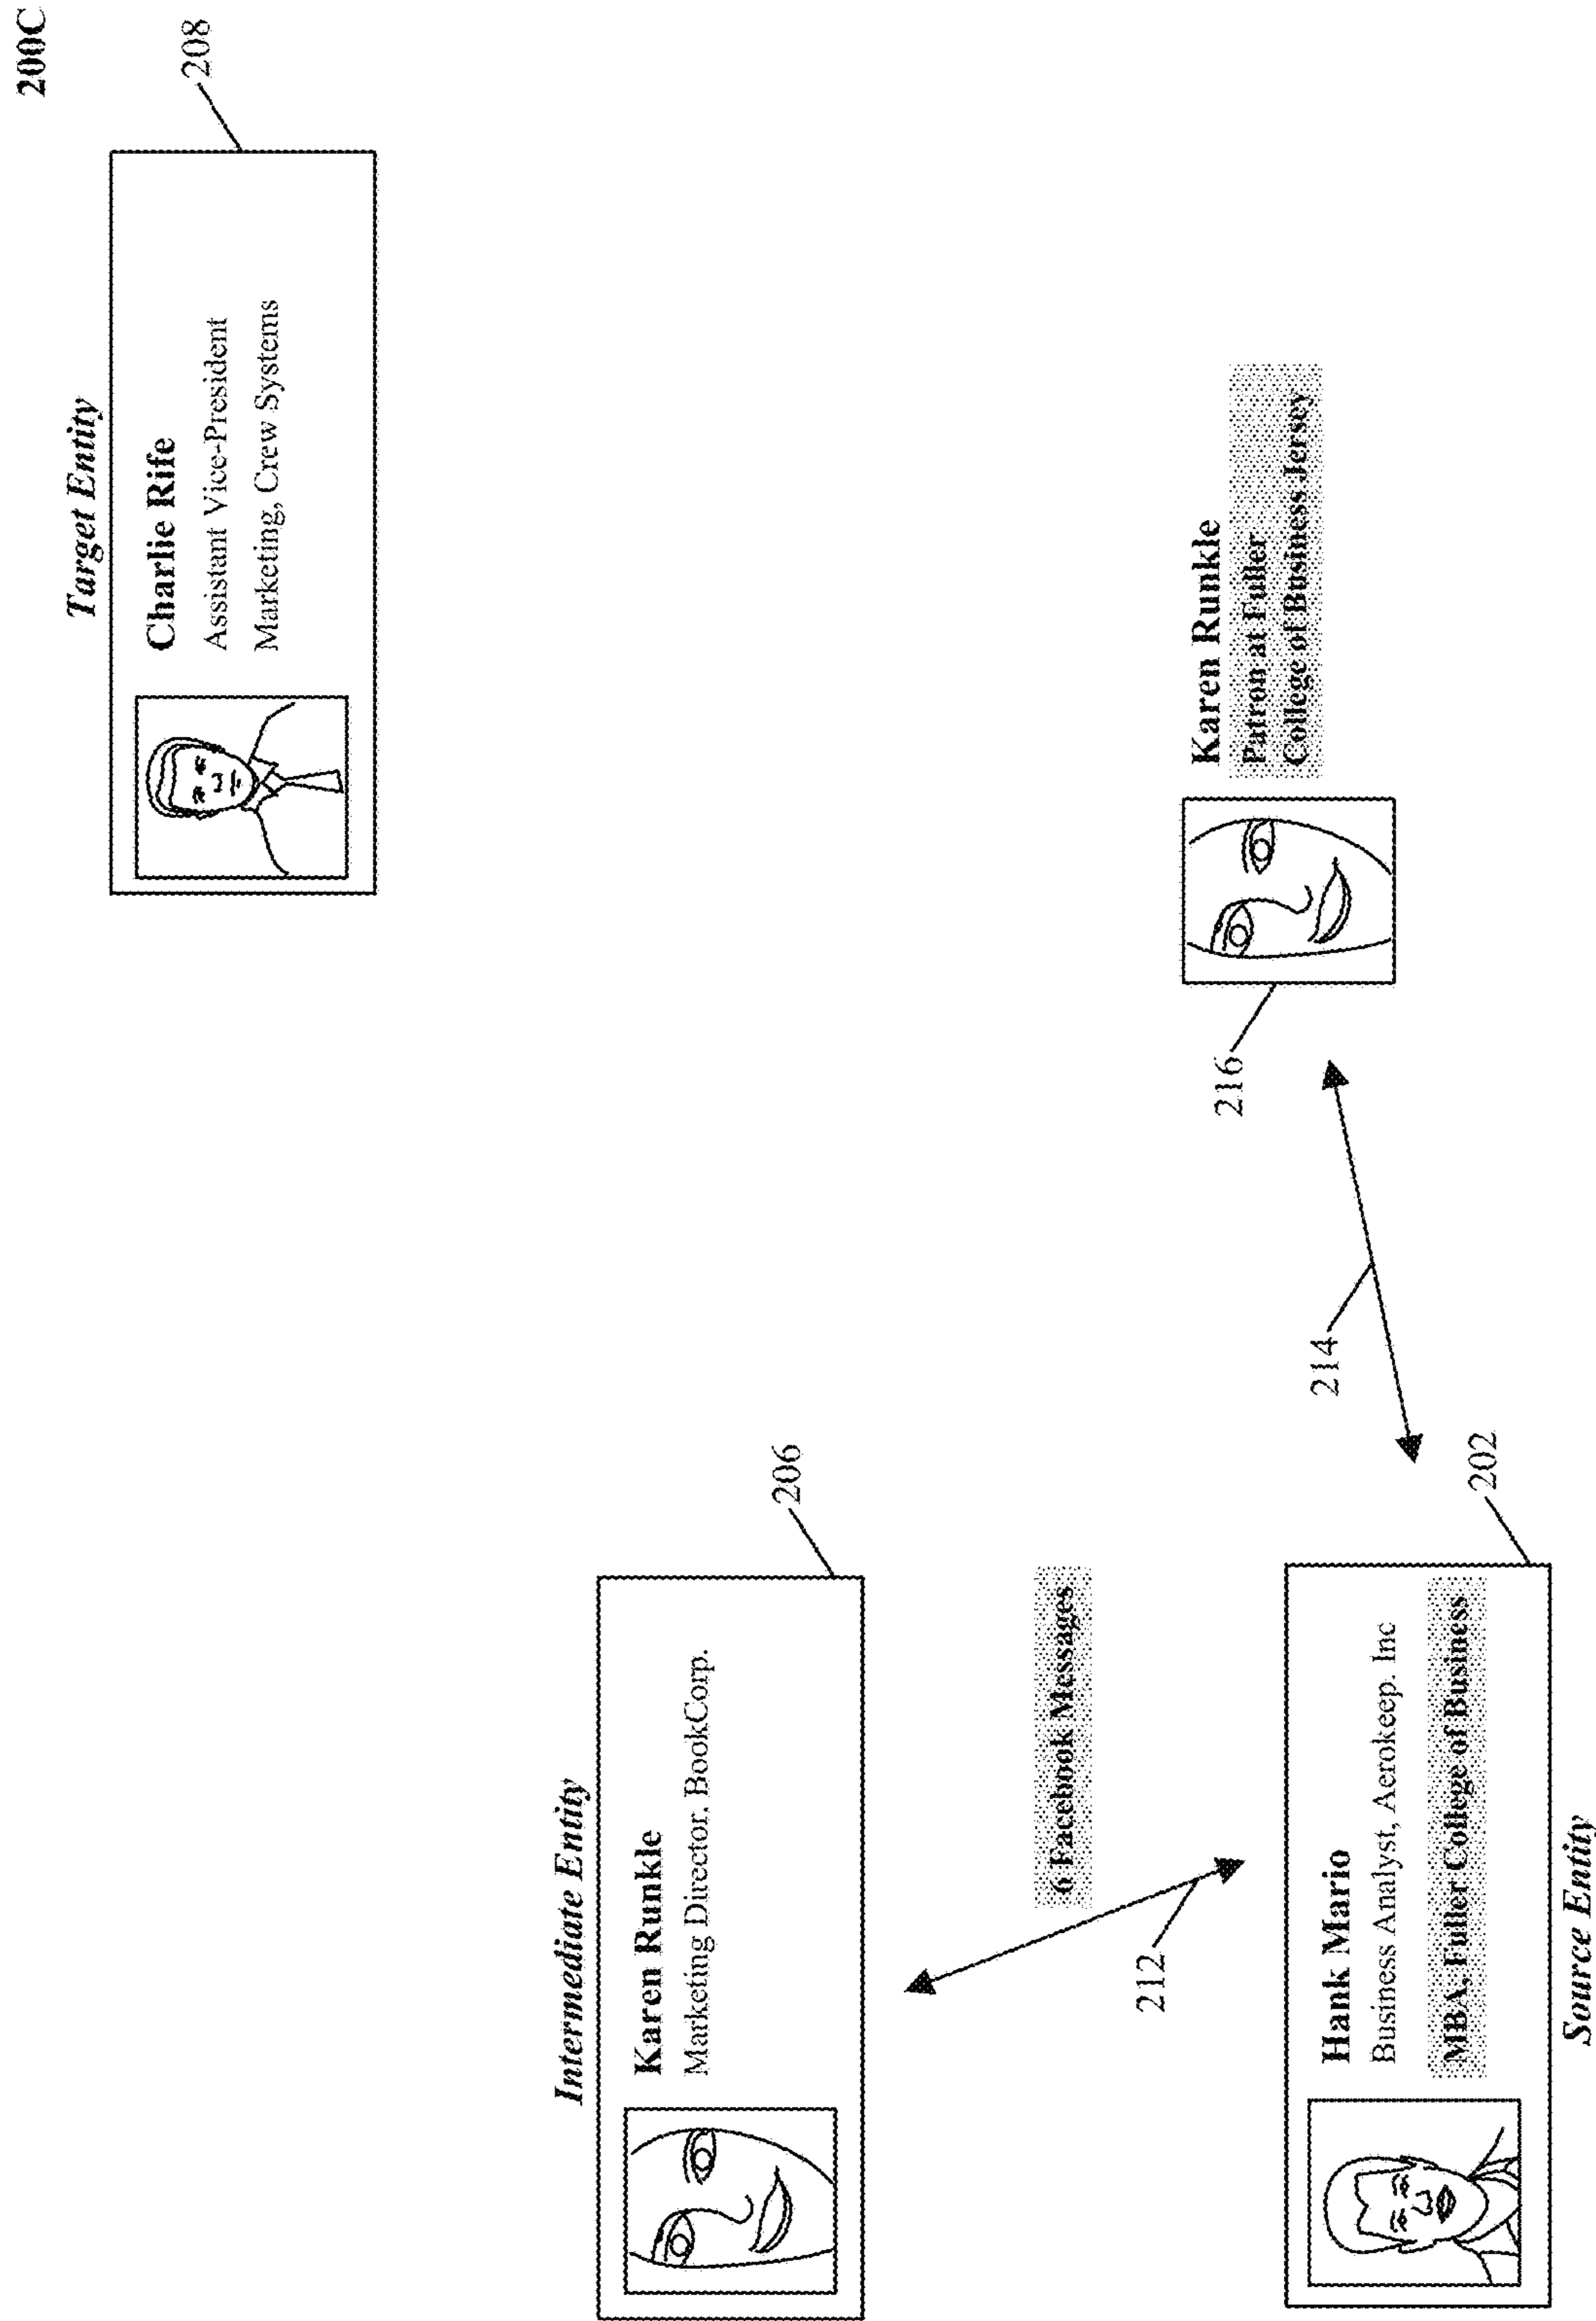 200C
Target Entity
Charlie Rife
Assistant Vice-President
Marketing, Crew Systems
208
Intermediate Entity
Karen Runkle
Marketing Director, BookCorp.
206
6 Facebook Messages
212
Karen Runkle
Patron at Fuller
College of Business Jersey
216
214
Hank Mario
Business Analyst, Aerokeep. Inc
MBA, Fuller College of Business
202
Source Entity